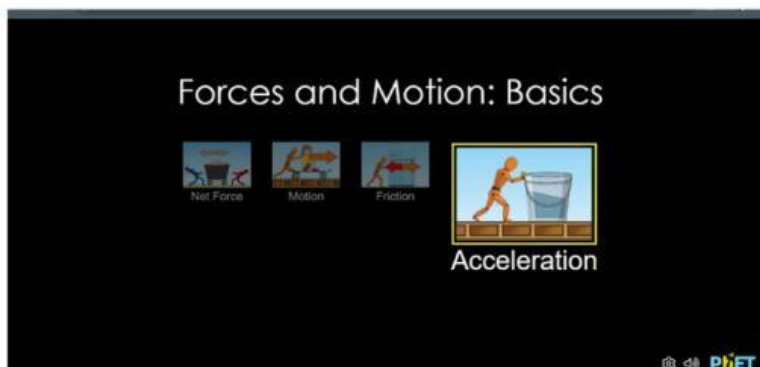 Forces and Motion: Basics
Net Force
Motion
Friction
Acceleration
PhET